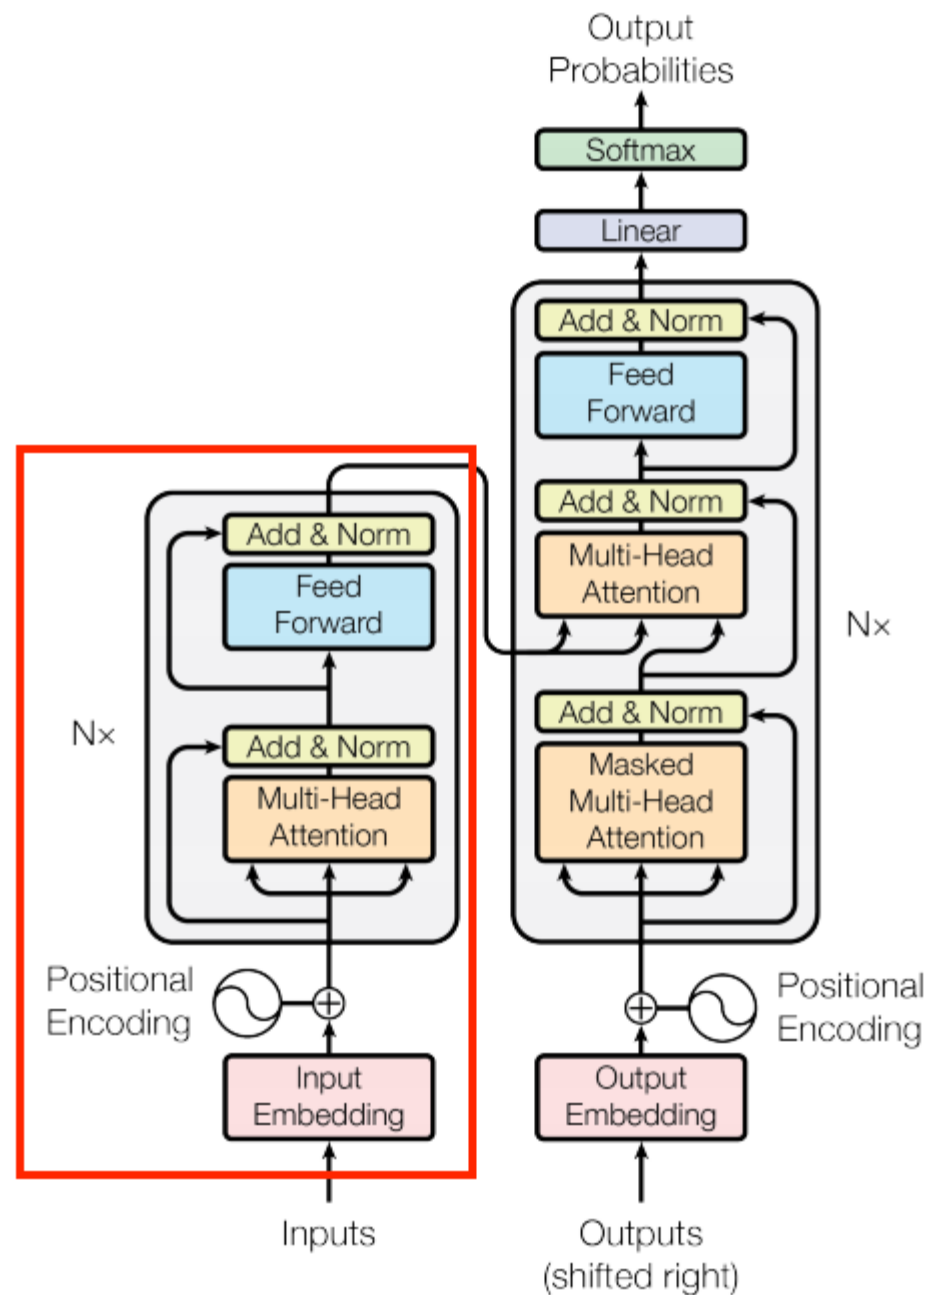 Output
Probabilities
Softmax
Linear
Add & Norm
Feed
Forward
Add & Norm
Multi-Head
Attention
Nx
Add & Norm
Masked
Multi-Head
Attention
Add & Norm
Feed
Forward
Nx
Add & Norm
Multi-Head
Attention
Positional
Encoding
Positional
Encoding
Input
Embedding
Output
Embedding
Inputs
Outputs
(shifted right)